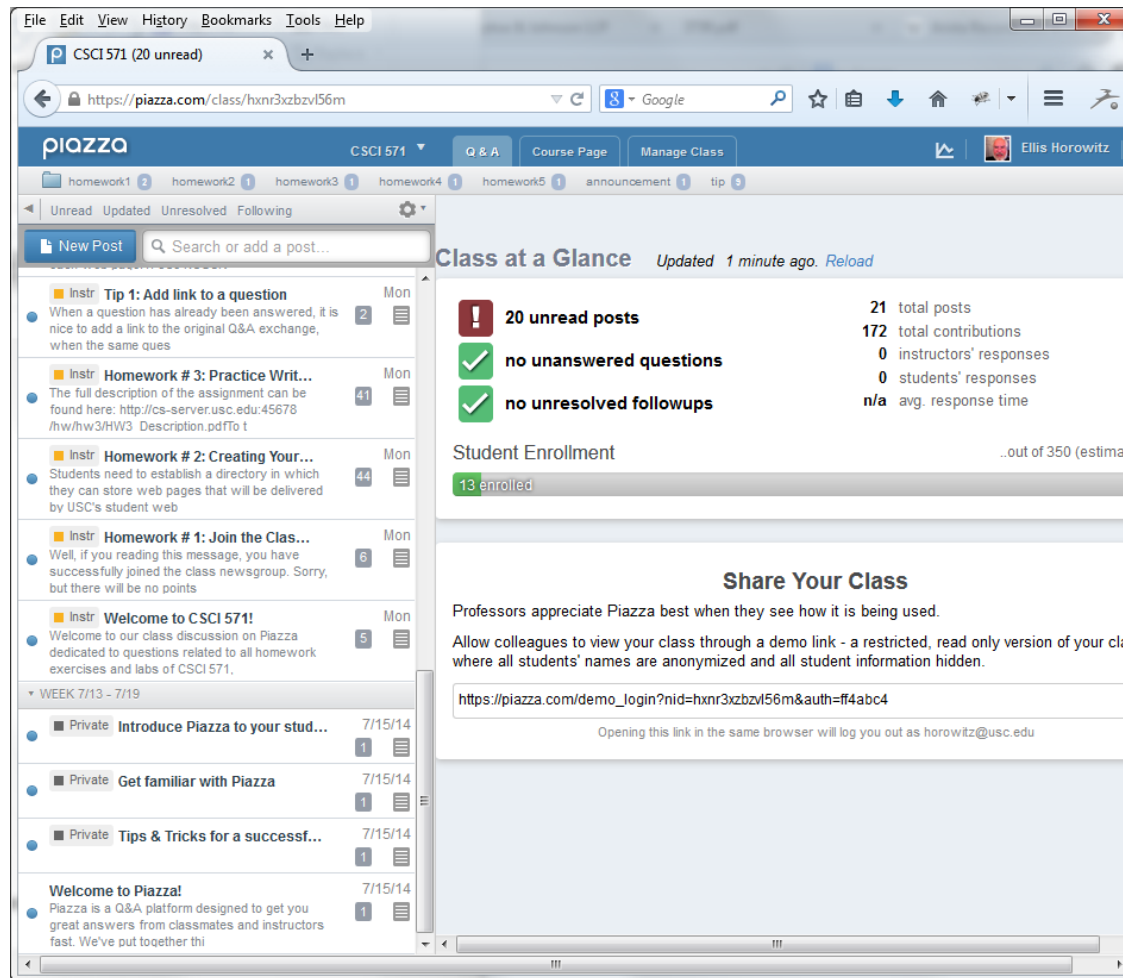 File Edit View History Bookmarks Tools Help
CSCI 571 (20 unread)
https://piazza.com/class/hxnr3xzbzvl56m
Google
piazza
CSCI 571
Q & A
Course Page
Manage Class
Ellis Horowitz
homework1 2 homework2 1 homework3 1 homework4 1 homework5 1 announcement 1 tip 5
Unread Updated Unresolved Following
New Post
Search or add a post...
Instr Tip 1: Add link to a question Mon
When a question has already been answered, it is
nice to add a link to the original Q&A exchange,
when the same ques
2
Instr Homework # 3: Practice Writ... Mon
The full description of the assignment can be
found here: http://cs-server.usc.edu:45678
/hw/hw3/HW3_Description.pdfTo t
41
Instr Homework # 2: Creating Your... Mon
Students need to establish a directory in which
they can store web pages that will be delivered
by USC's student web
44
Instr Homework # 1: Join the Clas... Mon
Well, if you reading this message, you have
successfully joined the class newsgroup. Sorry,
but there will be no points
6
Instr Welcome to CSCI 571! Mon
Welcome to our class discussion on Piazza
dedicated to questions related to all homework
exercises and labs of CSCI 571,
5
WEEK 7/13 - 7/19
Private Introduce Piazza to your stud... 7/15/14
1
Private Get familiar with Piazza 7/15/14
1
Private Tips & Tricks for a successf... 7/15/14
1
Welcome to Piazza! 7/15/14
Piazza is a Q&A platform designed to get you
great answers from classmates and instructors
fast. We've put together thi
1
Class at a Glance Updated 1 minute ago. Reload
20 unread posts
no unanswered questions
no unresolved followups
21 total posts
172 total contributions
0 instructors' responses
0 students' responses
n/a avg. response time
Student Enrollment ..out of 350 (estima
13 enrolled
Share Your Class
Professors appreciate Piazza best when they see how it is being used.
Allow colleagues to view your class through a demo link - a restricted, read only version of your cla
where all students' names are anonymized and all student information hidden.
https://piazza.com/demo_login?nid=hxnr3xzbzvl56m&auth=ff4abc4
Opening this link in the same browser will log you out as horowitz@usc.edu